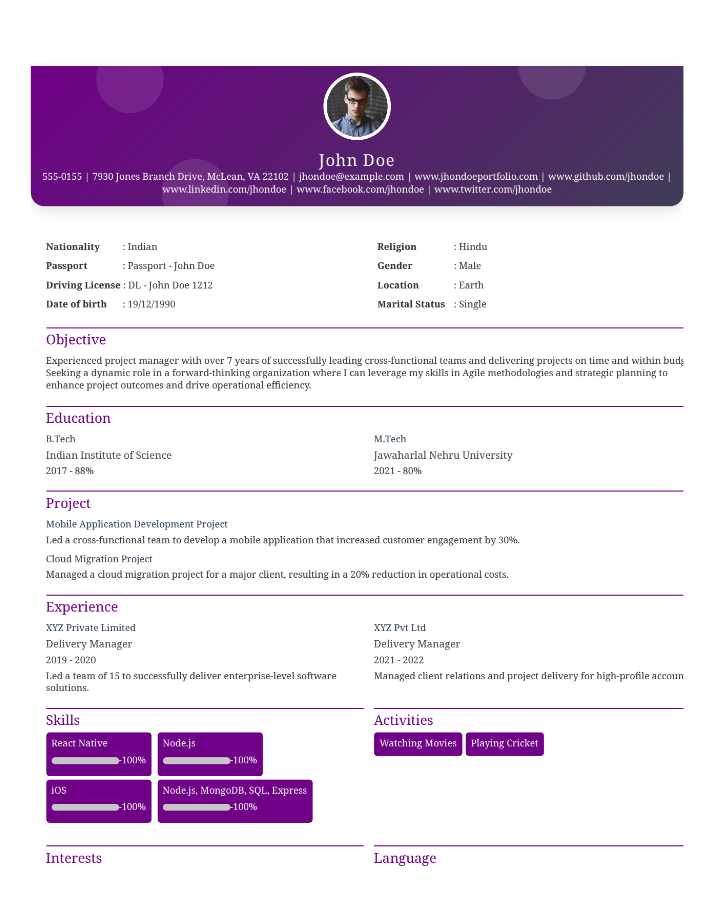 John Doe
555-0155 | 7930 Jones Branch Drive, McLean, VA 22102 | jhondoe@example.com | www.jhondoeportfolio.com | www.github.com/jhondoe |
www.linkedin.com/jhondoe | www.facebook.com/jhondoe | www.twitter.com/jhondoe
Nationality : Indian
Religion : Hindu
Passport : Passport - John Doe
Gender : Male
Driving License : DL - John Doe 1212
Location : Earth
Date of birth : 19/12/1990
Marital Status : Single
Objective
Experienced project manager with over 7 years of successfully leading cross-functional teams and delivering projects on time and within budg
Seeking a dynamic role in a forward-thinking organization where I can leverage my skills in Agile methodologies and strategic planning to
enhance project outcomes and drive operational efficiency.
Education
B.Tech
Indian Institute of Science
2017 - 88%
M.Tech
Jawaharlal Nehru University
2021 - 80%
Project
Mobile Application Development Project
Led a cross-functional team to develop a mobile application that increased customer engagement by 30%.
Cloud Migration Project
Managed a cloud migration project for a major client, resulting in a 20% reduction in operational costs.
Experience
XYZ Private Limited
Delivery Manager
2019 - 2020
Led a team of 15 to successfully deliver enterprise-level software
solutions.
XYZ Pvt Ltd
Delivery Manager
2021 - 2022
Managed client relations and project delivery for high-profile accoun
Skills
React Native
-100%
Node.js
-100%
iOS
-100%
Node.js, MongoDB, SQL, Express
-100%
Activities
Watching Movies
Playing Cricket
Interests
Language